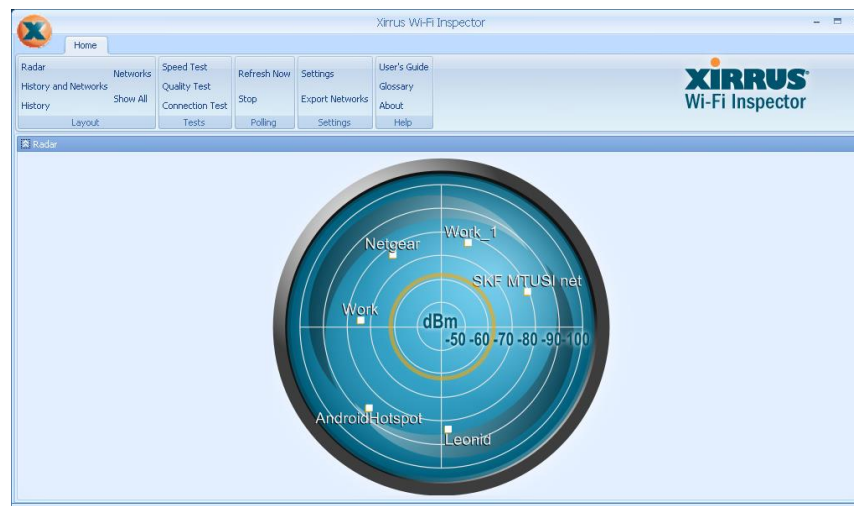 Xirrus Wi-Fi Inspector
Home
Radar
History and Networks
History
Networks
Show All
Layout
Speed Test
Quality Test
Connection Test
Tests
Refresh Now
Stop
Polling
Settings
Export Networks
Settings
User's Guide
Glossary
About
Help
XIRRUS
Wi-Fi Inspector
Radar
Work_1
Netgear
SKF MTUSI net
Work
dBm
-50 -60 -70 -80 -90 -100
AndroidHotspot
Leonid